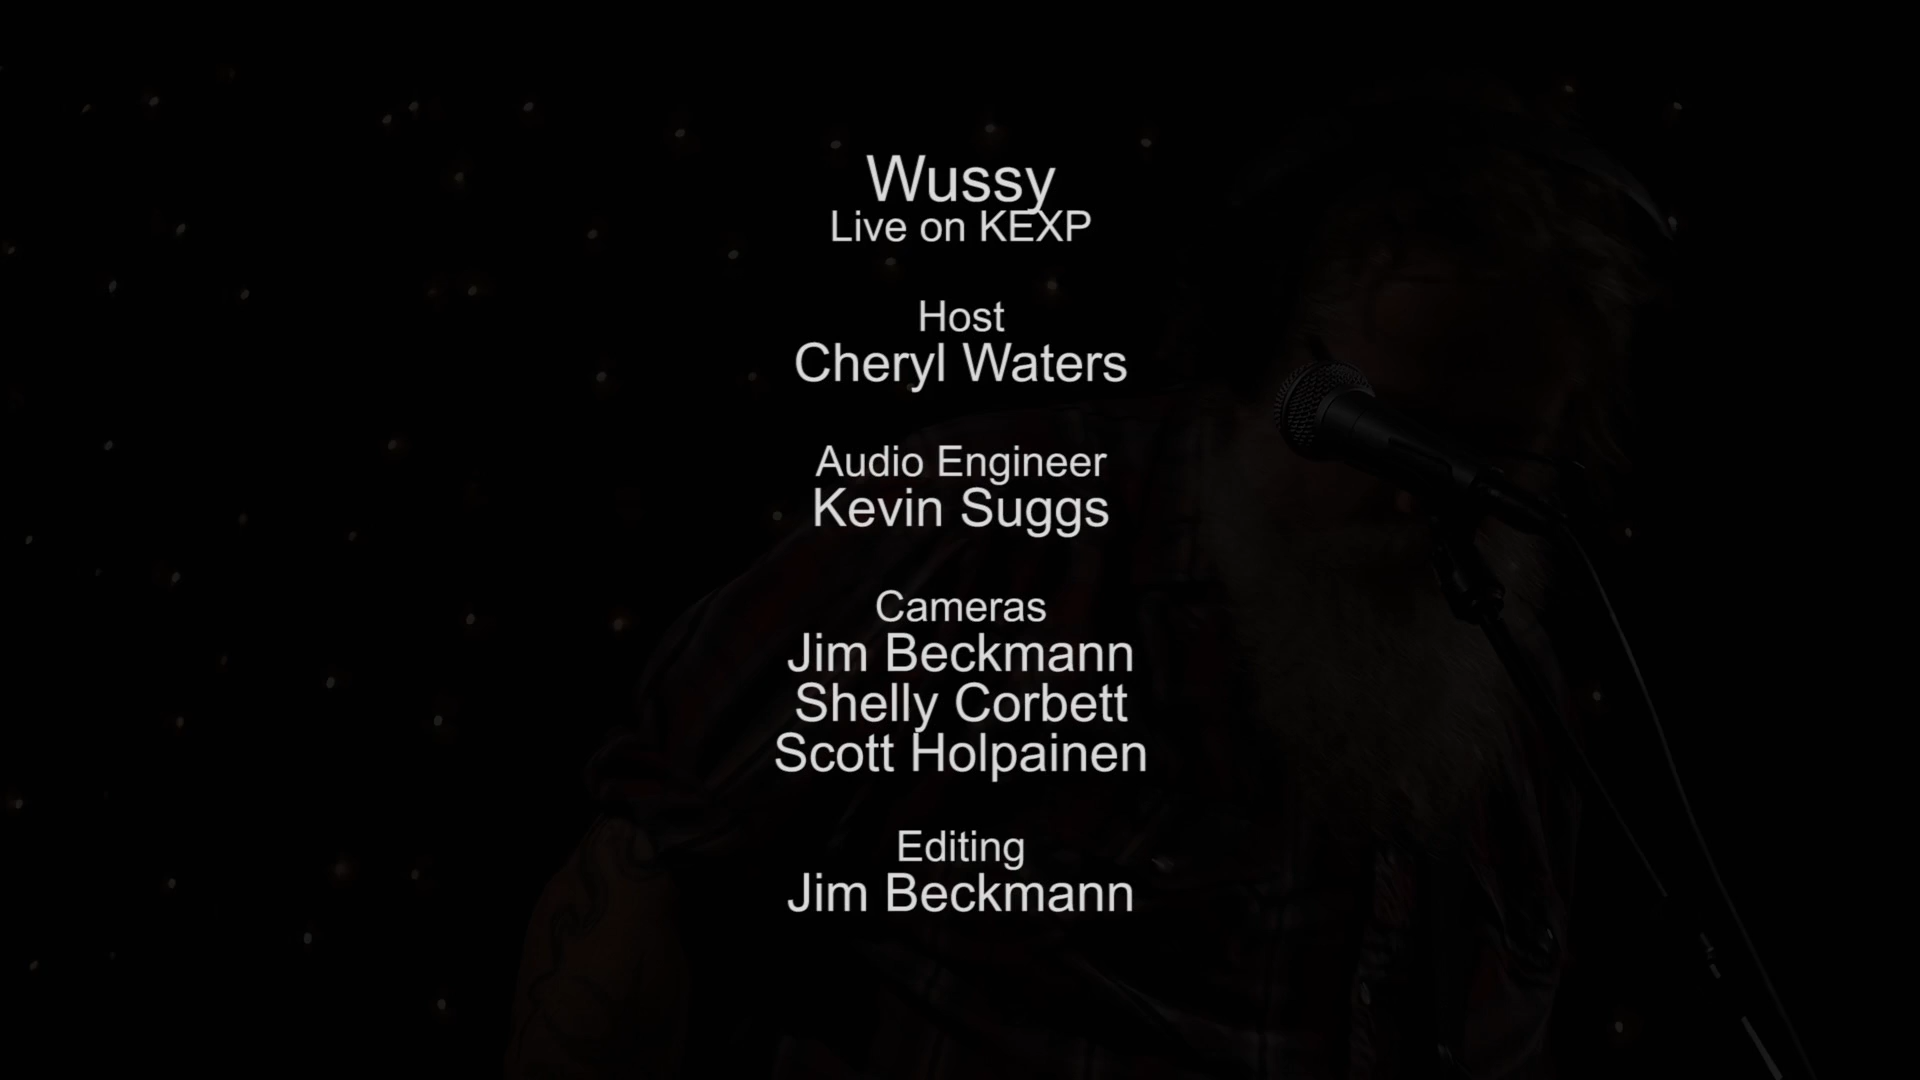 Wussy
Live on KEXP
Host
Cheryl Waters
Audio Engineer
Kevin Suggs
Cameras
Jim Beckmann
Shelly Corbett
Scott Holpainen
Editing
Jim Beckmann